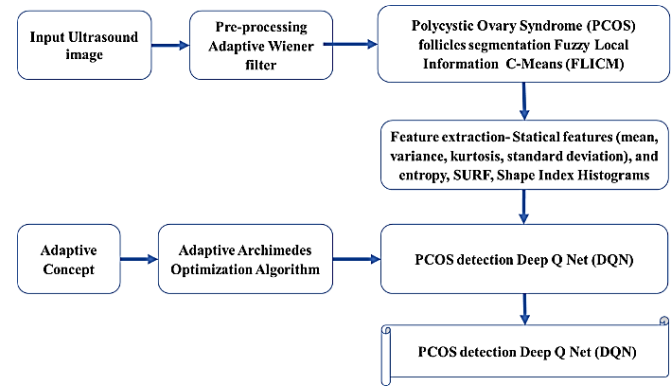 Input Ultrasound
image
Pre-processing
Adaptive Wiener
filter
Polycystic Ovary Syndrome (PCOS)
follicles segmentation Fuzzy Local
Information C-Means (FLICM)
Feature extraction- Statical features (mean,
variance, kurtosis, standard deviation), and
entropy, SURF, Shape Index Histograms
Adaptive
Concept
Adaptive Archimedes
Optimization Algorithm
PCOS detection Deep Q Net (DQN)
PCOS detection Deep Q Net (DQN)